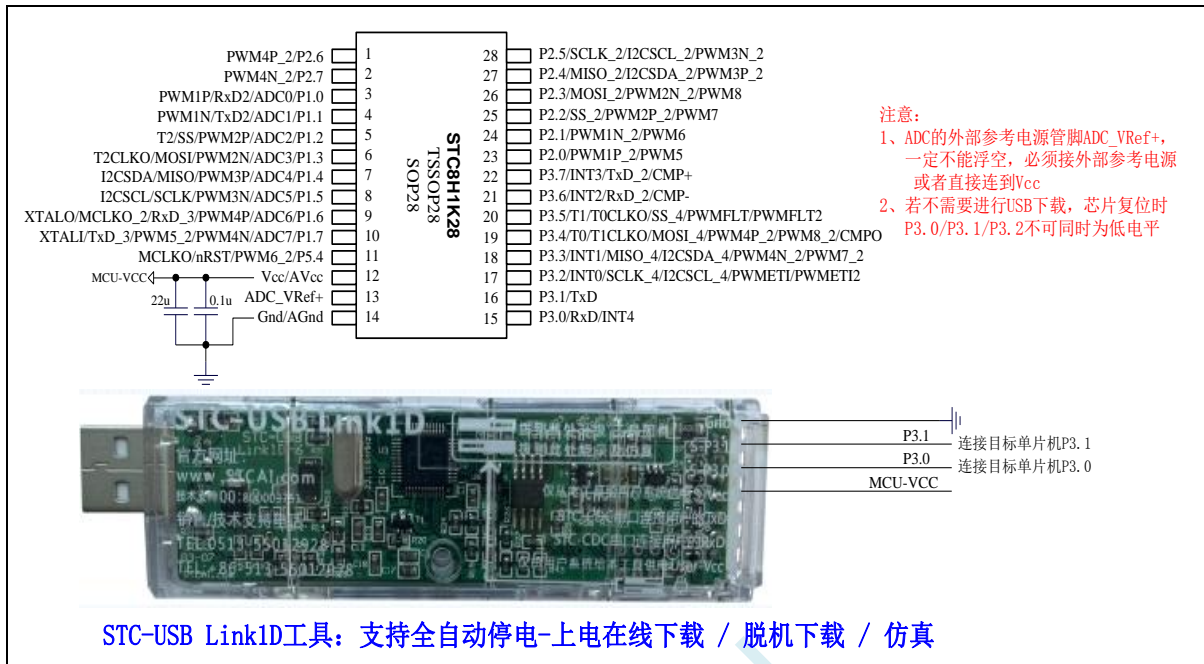 PWM4P_2/P2.6 1
PWM4N_2/P2.7 2
PWM1P/RxD2/ADC0/P1.0 3
PWM1N/TxD2/ADC1/P1.1 4
T2/SS/PWM2P/ADC2/P1.2 5
T2CLKO/MOSI/PWM2N/ADC3/P1.3 6
I2CSDA/MISO/PWM3P/ADC4/P1.4 7
I2CSCL/SCLK/PWM3N/ADC5/P1.5 8
XTALO/MCLKO_2/RxD_3/PWM4P/ADC6/P1.6 9
XTALI/TxD_3/PWM5_2/PWM4N/ADC7/P1.7 10
MCLKO/nRST/PWM6_2/P5.4 11
MCU-VCC Vcc/AVcc 12
22u 0.1u ADC_VRef+ 13
Gnd/AGnd 14
STC8H1K28
TSSOP28
SOP28
28 P2.5/SCLK_2/I2CSCL_2/PWM3N_2
27 P2.4/MISO_2/I2CSDA_2/PWM3P_2
26 P2.3/MOSI_2/PWM2N_2/PWM8
25 P2.2/SS_2/PWM2P_2/PWM7
24 P2.1/PWM1N_2/PWM6
23 P2.0/PWM1P_2/PWM5
22 P3.7/INT3/TxD_2/CMP+
21 P3.6/INT2/RxD_2/CMP-
20 P3.5/T1/T0CLKO/SS_4/PWMFLT/PWMFLT2
19 P3.4/T0/T1CLKO/MOSI_4/PWM4P_2/PWM8_2/CMPO
18 P3.3/INT1/MISO_4/I2CSDA_4/PWM4N_2/PWM7_2
17 P3.2/INT0/SCLK_4/I2CSCL_4/PWMETI/PWMETI2
16 P3.1/TxD
15 P3.0/RxD/INT4
注意：
1、ADC的外部参考电源管脚ADC_VRef+，
一定不能浮空，必须接外部参考电源
或者直接连到Vcc
2、若不需要进行USB下载，芯片复位时
P3.0/P3.1/P3.2不可同时为低电平
STC-USB Link1D
官方网址
www.STCAI.com
TEL:0513-55012928
Gnd
P3.1 连接目标单片机P3.1
P3.0 连接目标单片机P3.0
MCU-VCC
STC-USB Link1D工具：支持全自动停电-上电在线下载 / 脱机下载 / 仿真